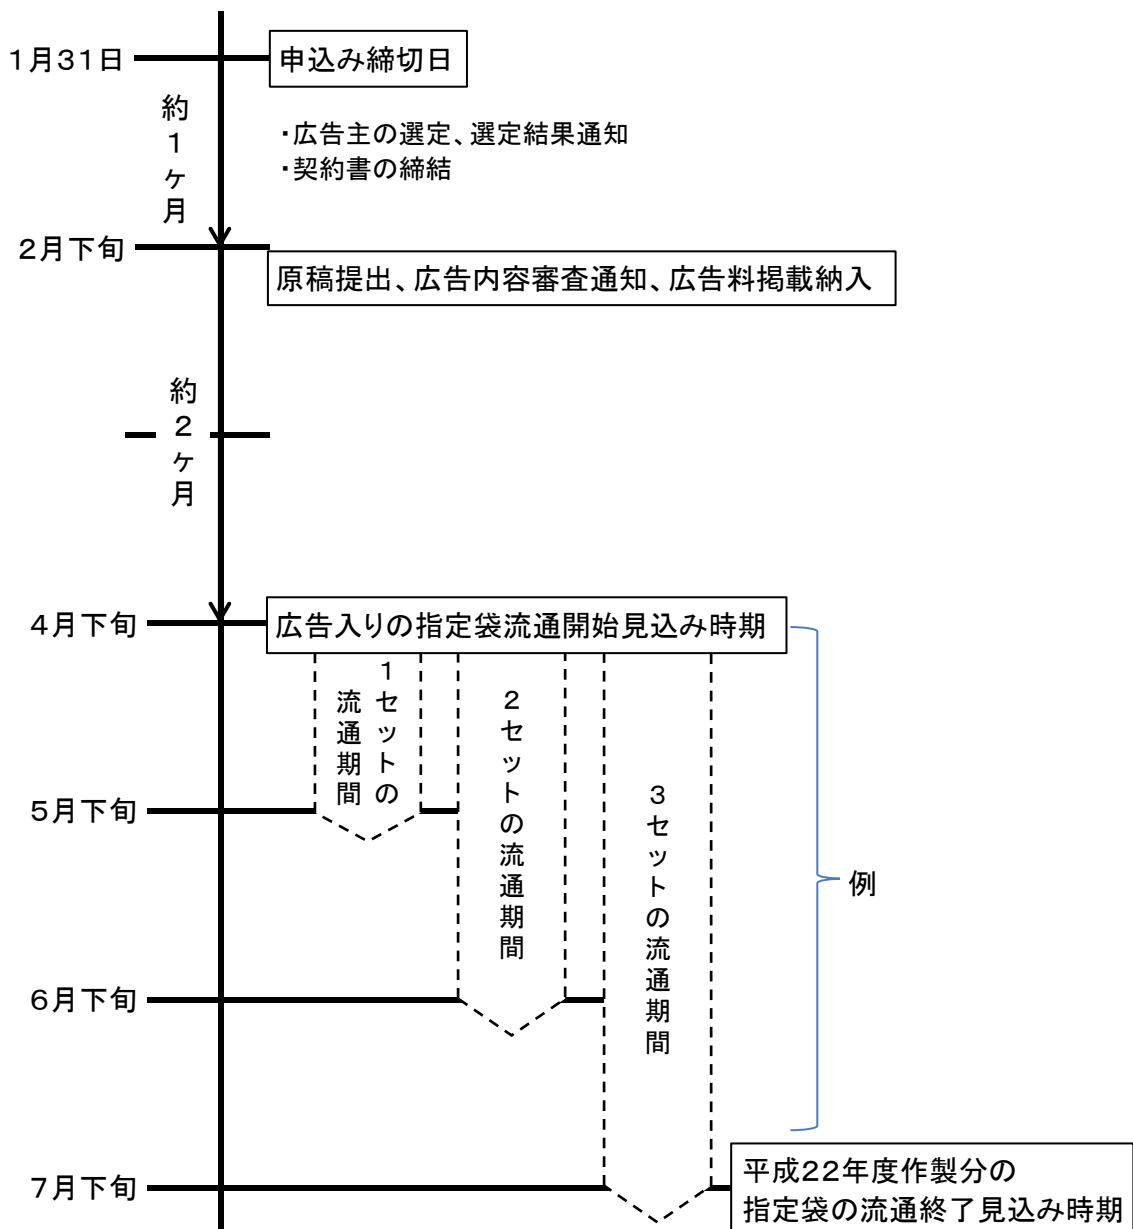 1月31日
申込み締切日
約1ヶ月
・広告主の選定、選定結果通知
・契約書の締結
2月下旬
原稿提出、広告内容審査通知、広告料掲載納入
約2ヶ月
4月下旬
広告入りの指定袋流通開始見込み時期
1セットの
流通期間
2セットの流通期間
3セットの流通期間
5月下旬
例
6月下旬
7月下旬
平成22年度作製分の
指定袋の流通終了見込み時期